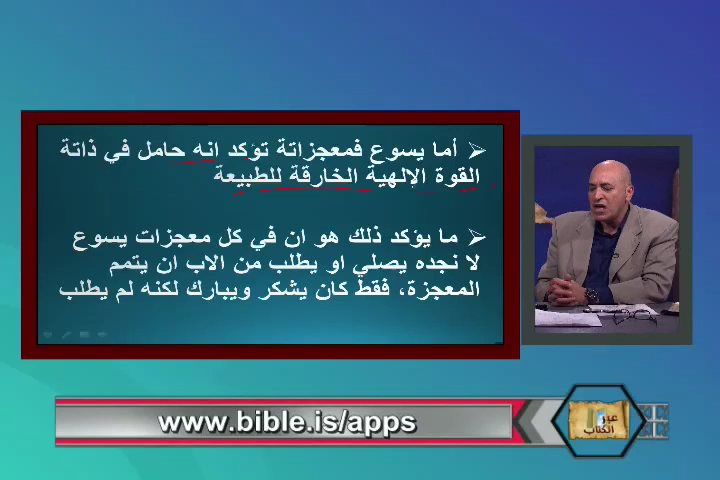 أما يسوع فمعجزاتة تؤكد انه حامل في ذاتة
القوة الإلهية الخارقة للطبيعة
ما يؤكد ذلك هو ان في كل معجزات يسوع
لا نجده يصلي او يطلب من الاب ان يتمم
المعجزة، فقط كان يشكر ويبارك لكنه لم يطلب
www.bible.is/apps
عبر
الكتاب